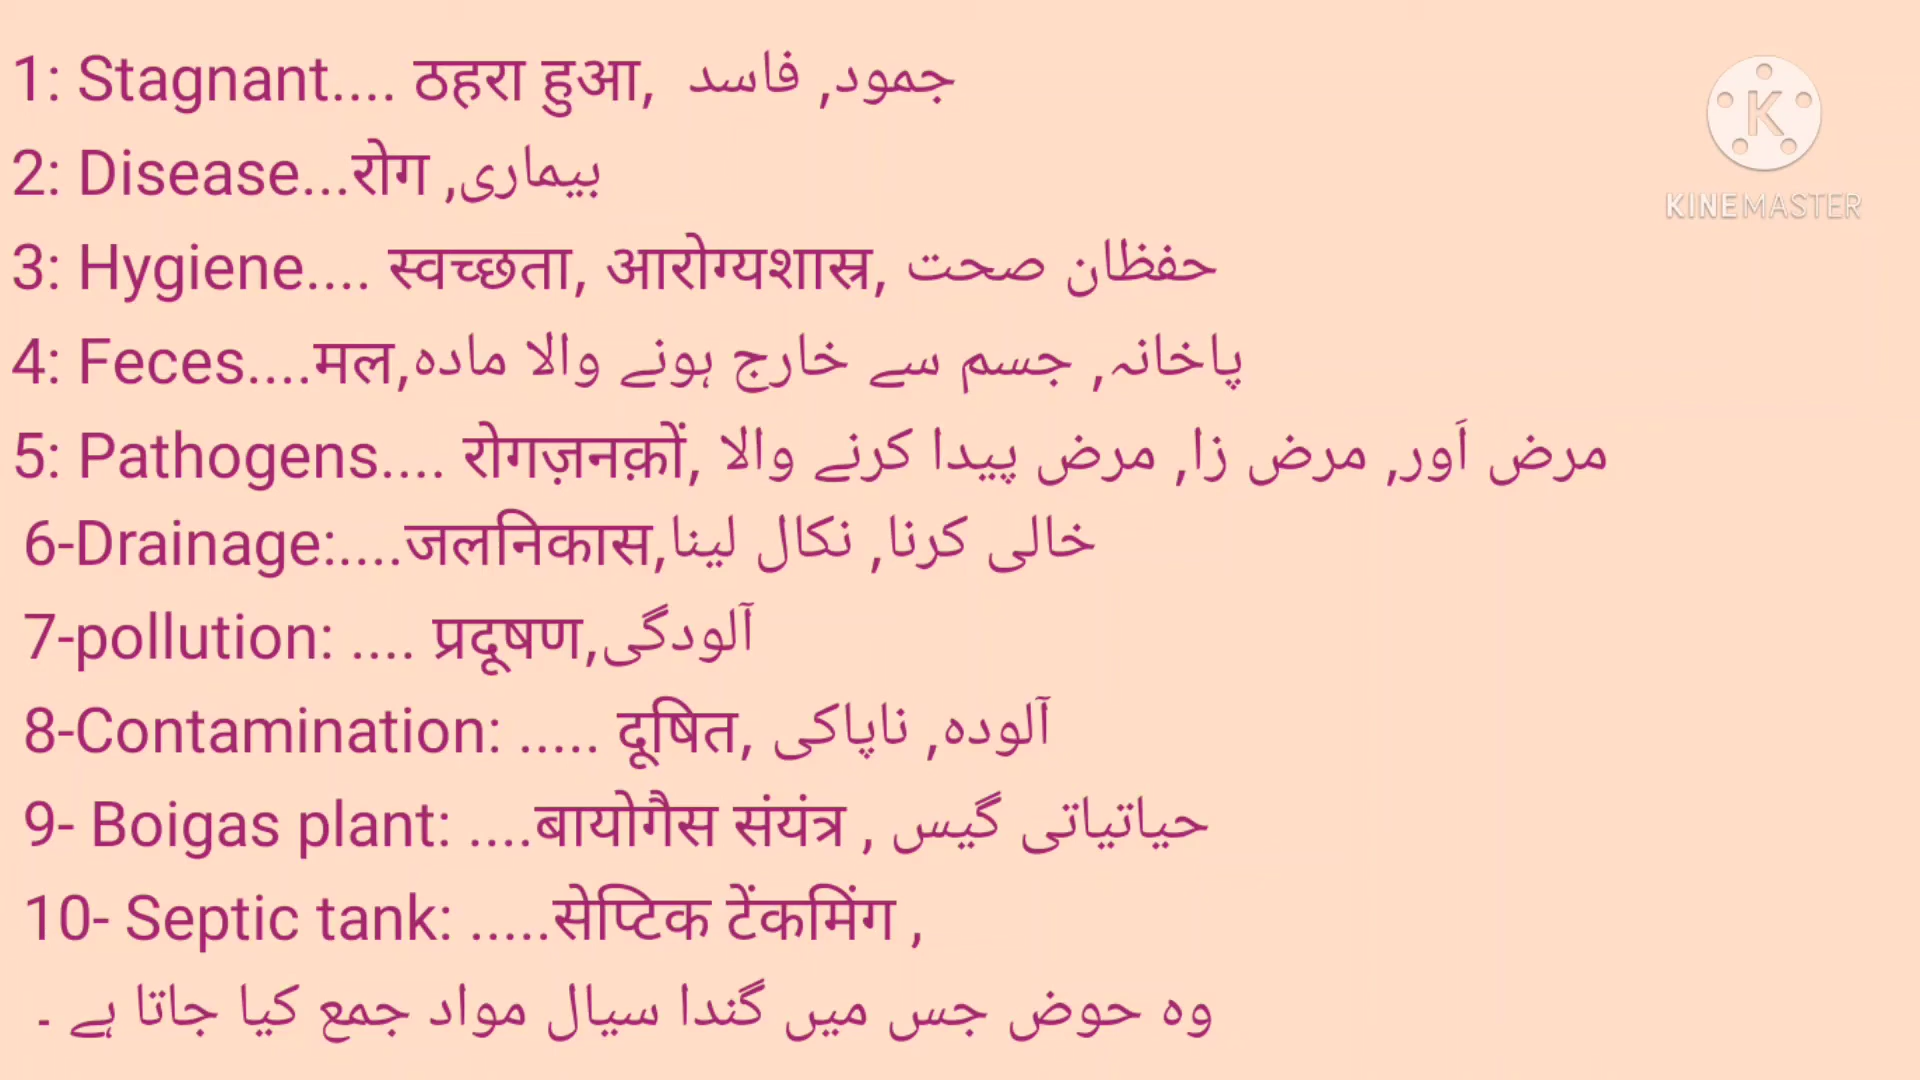 1: Stagnant.... ठहरा हुआ, جمود, فاسد
2: Disease...रोग ,بیماری
3: Hygiene.... स्वच्छता, आरोग्यशास्र, حفظان صحت
4: Feces....मल,پاخانہ, جسم سے خارج ہونے والا مادہ
5: Pathogens.... रोगज़नक़ों, مرض اَور, مرض زا, مرض پیدا کرنے والا
6-Drainage:....जलनिकास,خالی کرنا, نکال لینا
7-pollution: .... प्रदूषण,آلودگی
8-Contamination: ..... दूषित, آلودہ, ناپاکی
9- Boigas plant: ....बायोगैस संयंत्र , حیاتیاتی گیس
10- Septic tank: .....सेप्टिक टेंकमिंग ,
وہ حوض جس میں گندا سیال مواد جمع کیا جاتا ہے ۔
K
KINEMASTER